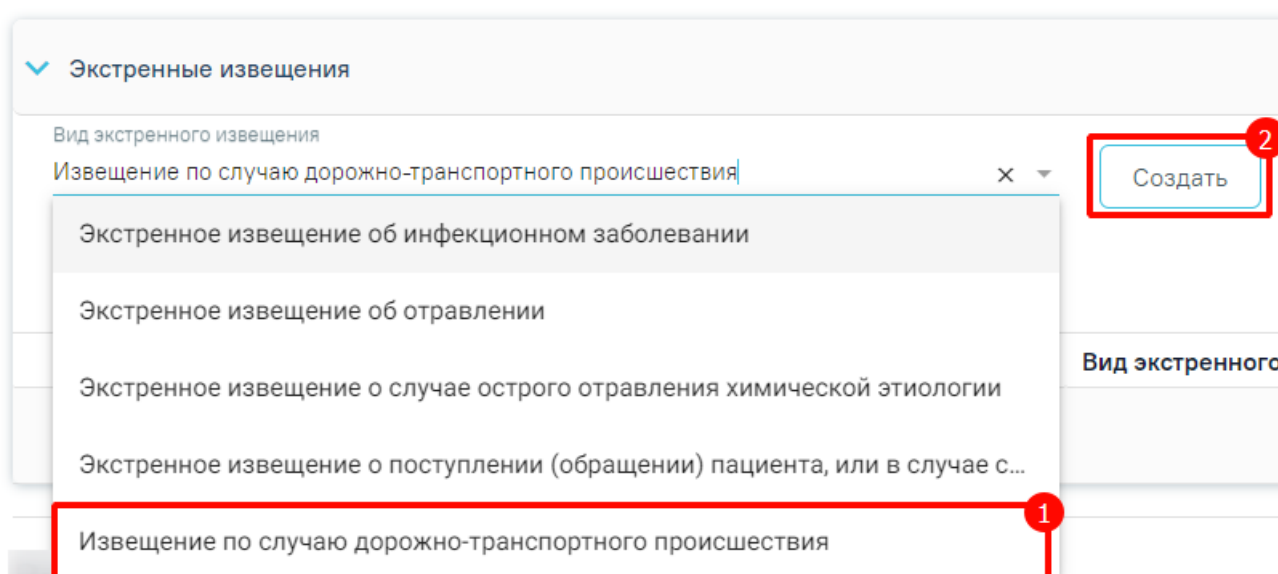 Экстренные извещения
Вид экстренного извещения
Извещение по случаю дорожно-транспортного происшествия
2
Создать
Экстренное извещение об инфекционном заболевании
Экстренное извещение об отравлении
Вид экстренного
Экстренное извещение о случае острого отравления химической этиологии
Экстренное извещение о поступлении (обращении) пациента, или в случае с...
1
Извещение по случаю дорожно-транспортного происшествия